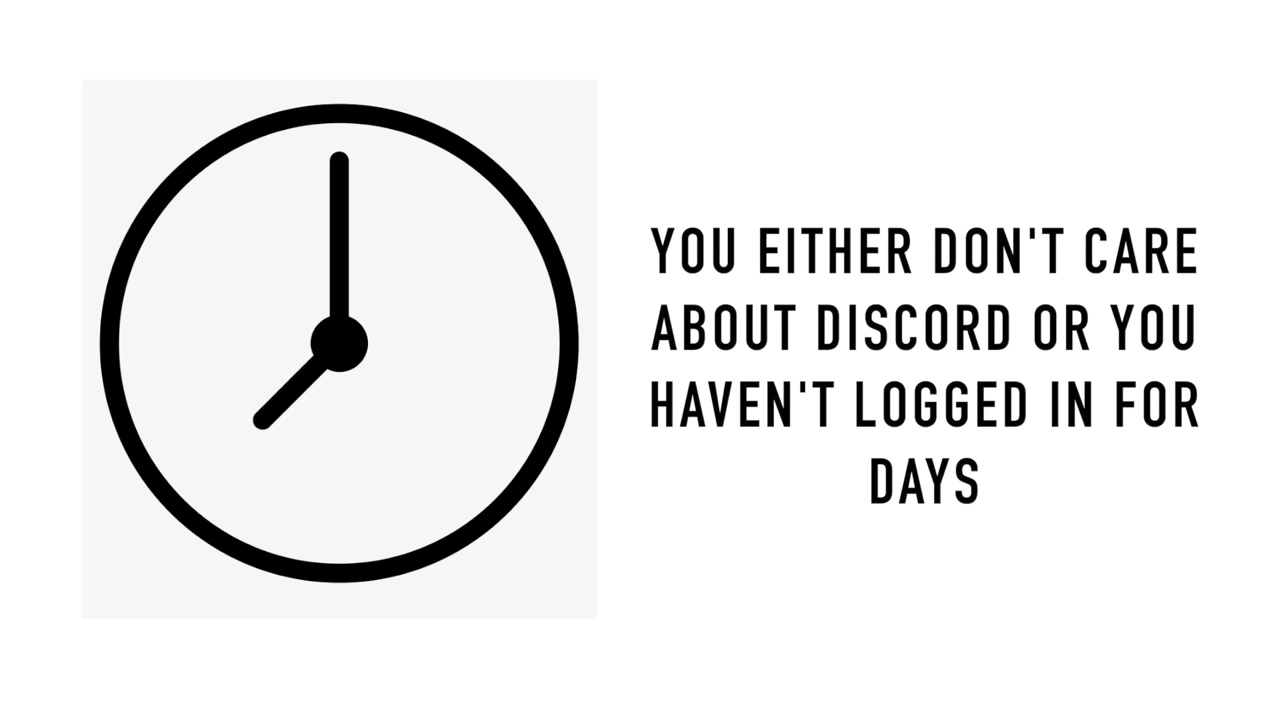 YOU EITHER DON'T CARE
ABOUT DISCORD OR YOU
HAVEN'T LOGGED IN FOR
DAYS